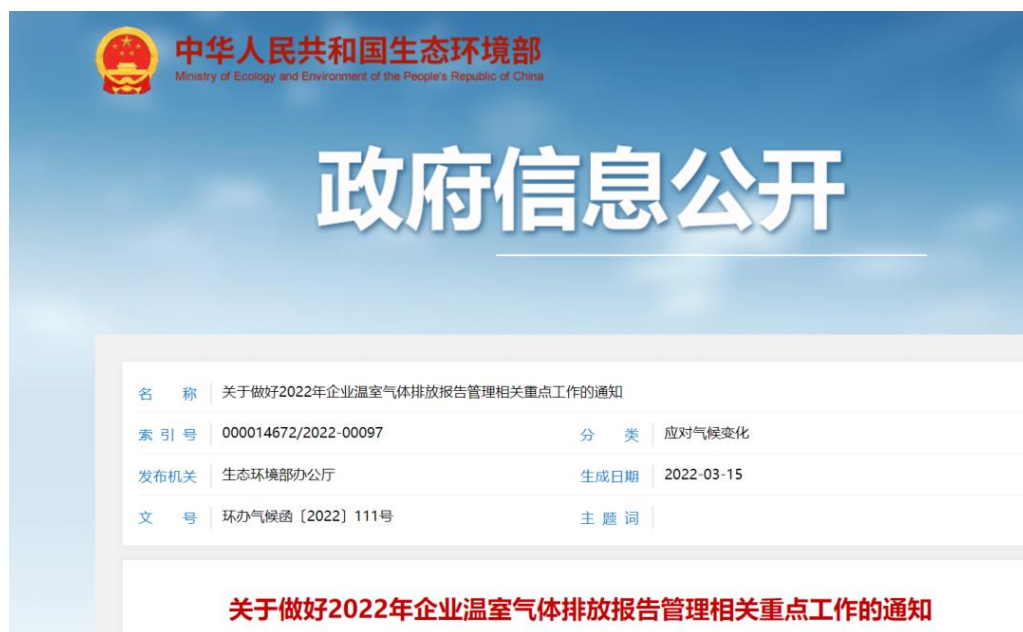 中华人民共和国生态环境部
Ministry of Ecology and Environment of the People's Republic of China
政府信息公开
名 称 关于做好2022年企业温室气体排放报告管理相关重点工作的通知
索 引 号 000014672/2022-00097 分 类 应对气候变化
发布机关 生态环境部办公厅 生成日期 2022-03-15
文 号 环办气候函〔2022〕111号 主 题 词
关于做好2022年企业温室气体排放报告管理相关重点工作的通知